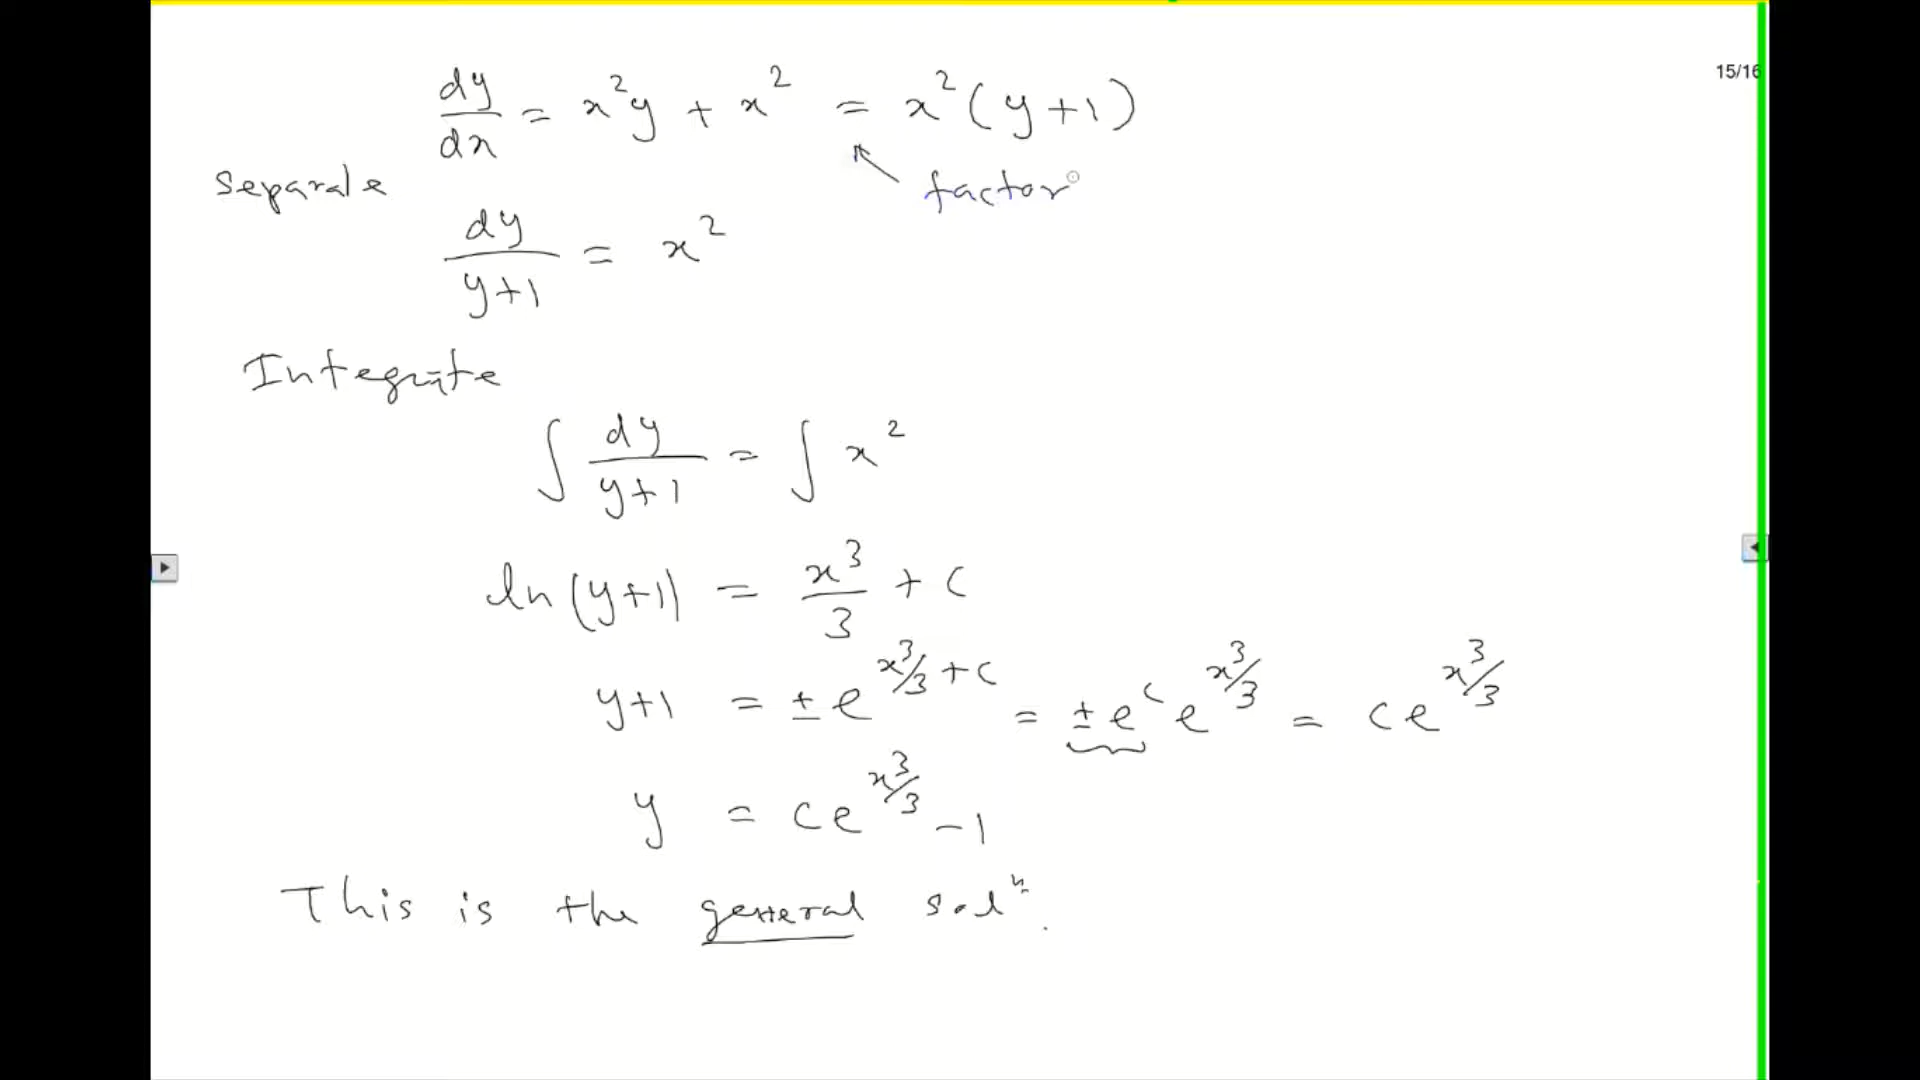 15/16
dy/dx = x²y + x² = x²(y+1)
Separate
factor
dy/(y+1) = x²
Integrate
∫ dy/(y+1) = ∫ x²
ln(y+1) = x³/3 + C
y+1 = ±e^(x³/3 + C) = ±e^C e^(x³/3) = Ce^(x³/3)
y = Ce^(x³/3) - 1
This is the general solⁿ.